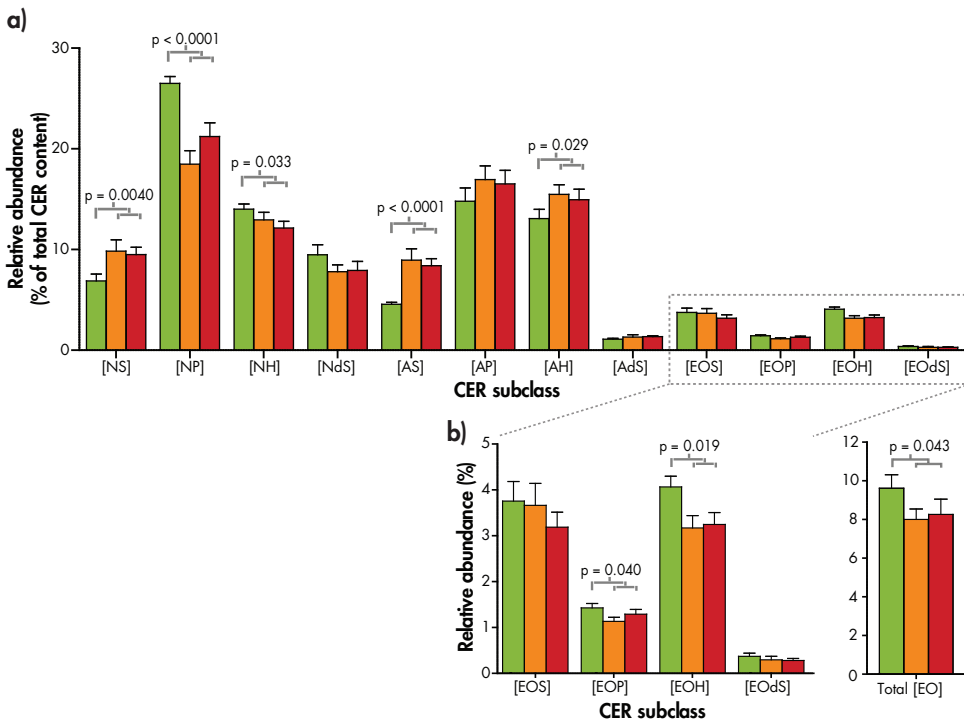 a)
Relative abundance
(% of total CER content)
30
20
10
0
p = 0.0040
p < 0.0001
p = 0.033
p < 0.0001
p = 0.029
[NS] [NP] [NH] [NdS] [AS] [AP] [AH] [AdS] [EOS] [EOP] [EOH] [EOdS]
CER subclass
b)
Relative abundance (%)
5
4
3
2
1
0
p = 0.040
p = 0.019
[EOS] [EOP] [EOH] [EOdS]
CER subclass
12
10
8
6
4
2
0
p = 0.043
Total [EO]